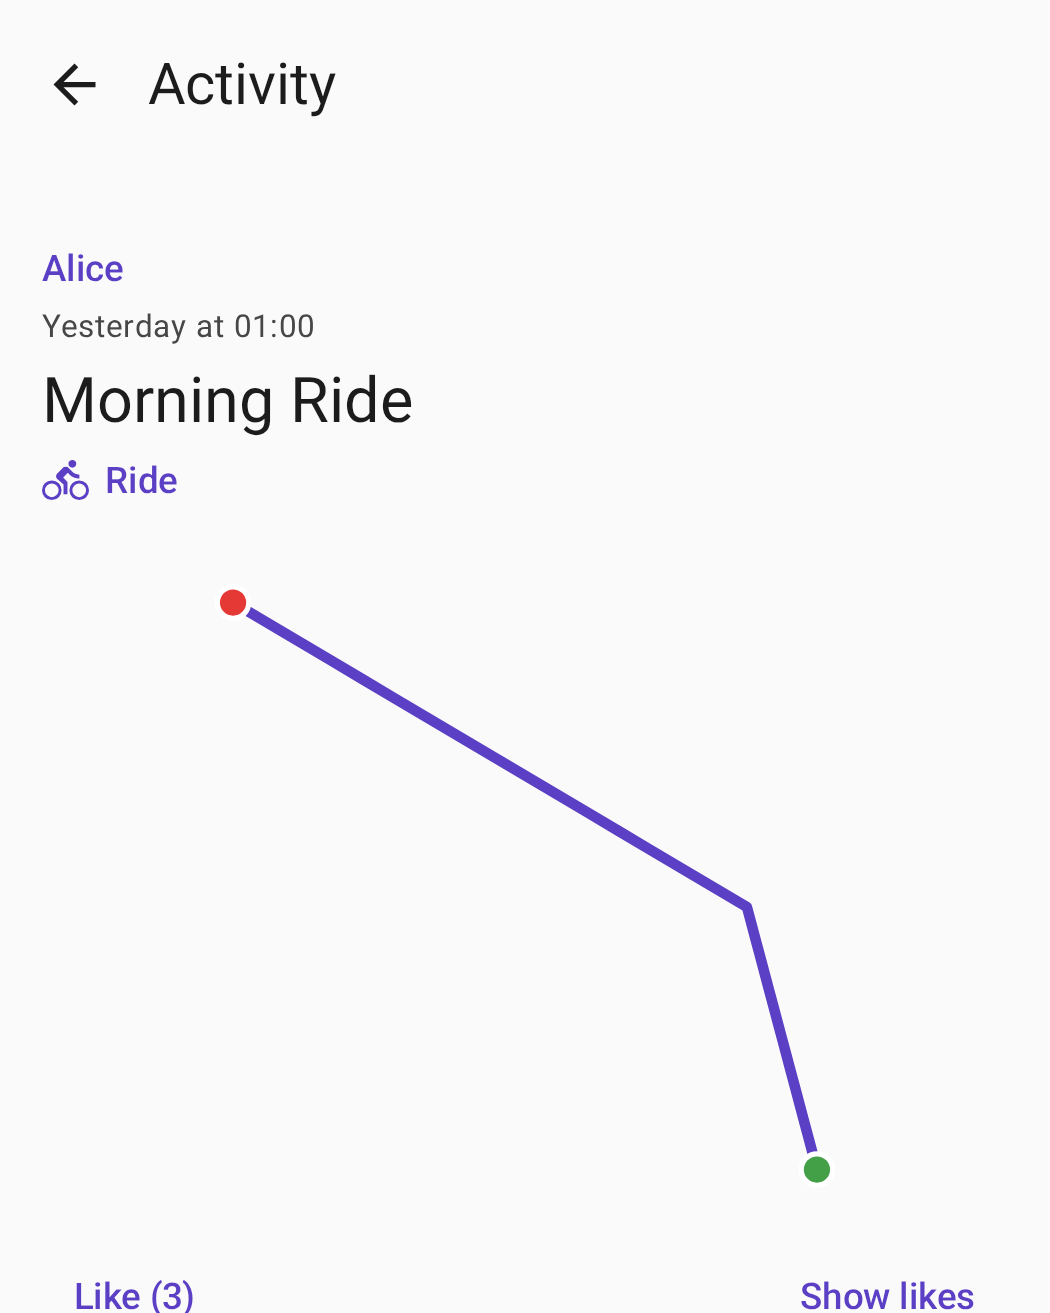 Activity
Alice
Yesterday at 01:00
Morning Ride
Ride
Like (3)
Show likes